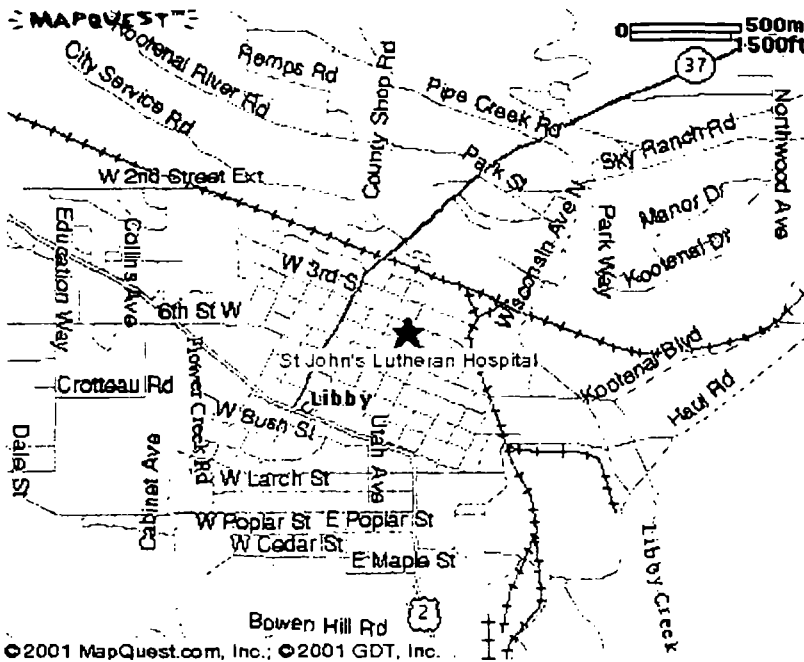 MAPQUEST™
0 500m
1500ft
37
Kootenai River Rd
Remps Rd
City Service Rd
County Shop Rd
Pipe Creek Rd
Park St
Sky Ranch Rd
Northwood Ave
W 2nd Street Ext
Wisconsin Ave N
Park Way
Manor Dr
Kootenai Dr
Education Way
Collins Ave
W 3rd S
6th St W
St John's Lutheran Hospital
Kootenai Blvd
Haul Rd
Crotteau Rd
Flower Creek Rd
Libby
W Bush St
Utah Ave
Dale St
Cabinet Ave
W Larch St
W Poplar St
E Poplar St
W Cedar St
E Maple St
Libby Creek
2
Bowen Hill Rd
©2001 MapQuest.com, Inc.; ©2001 GDT, Inc.